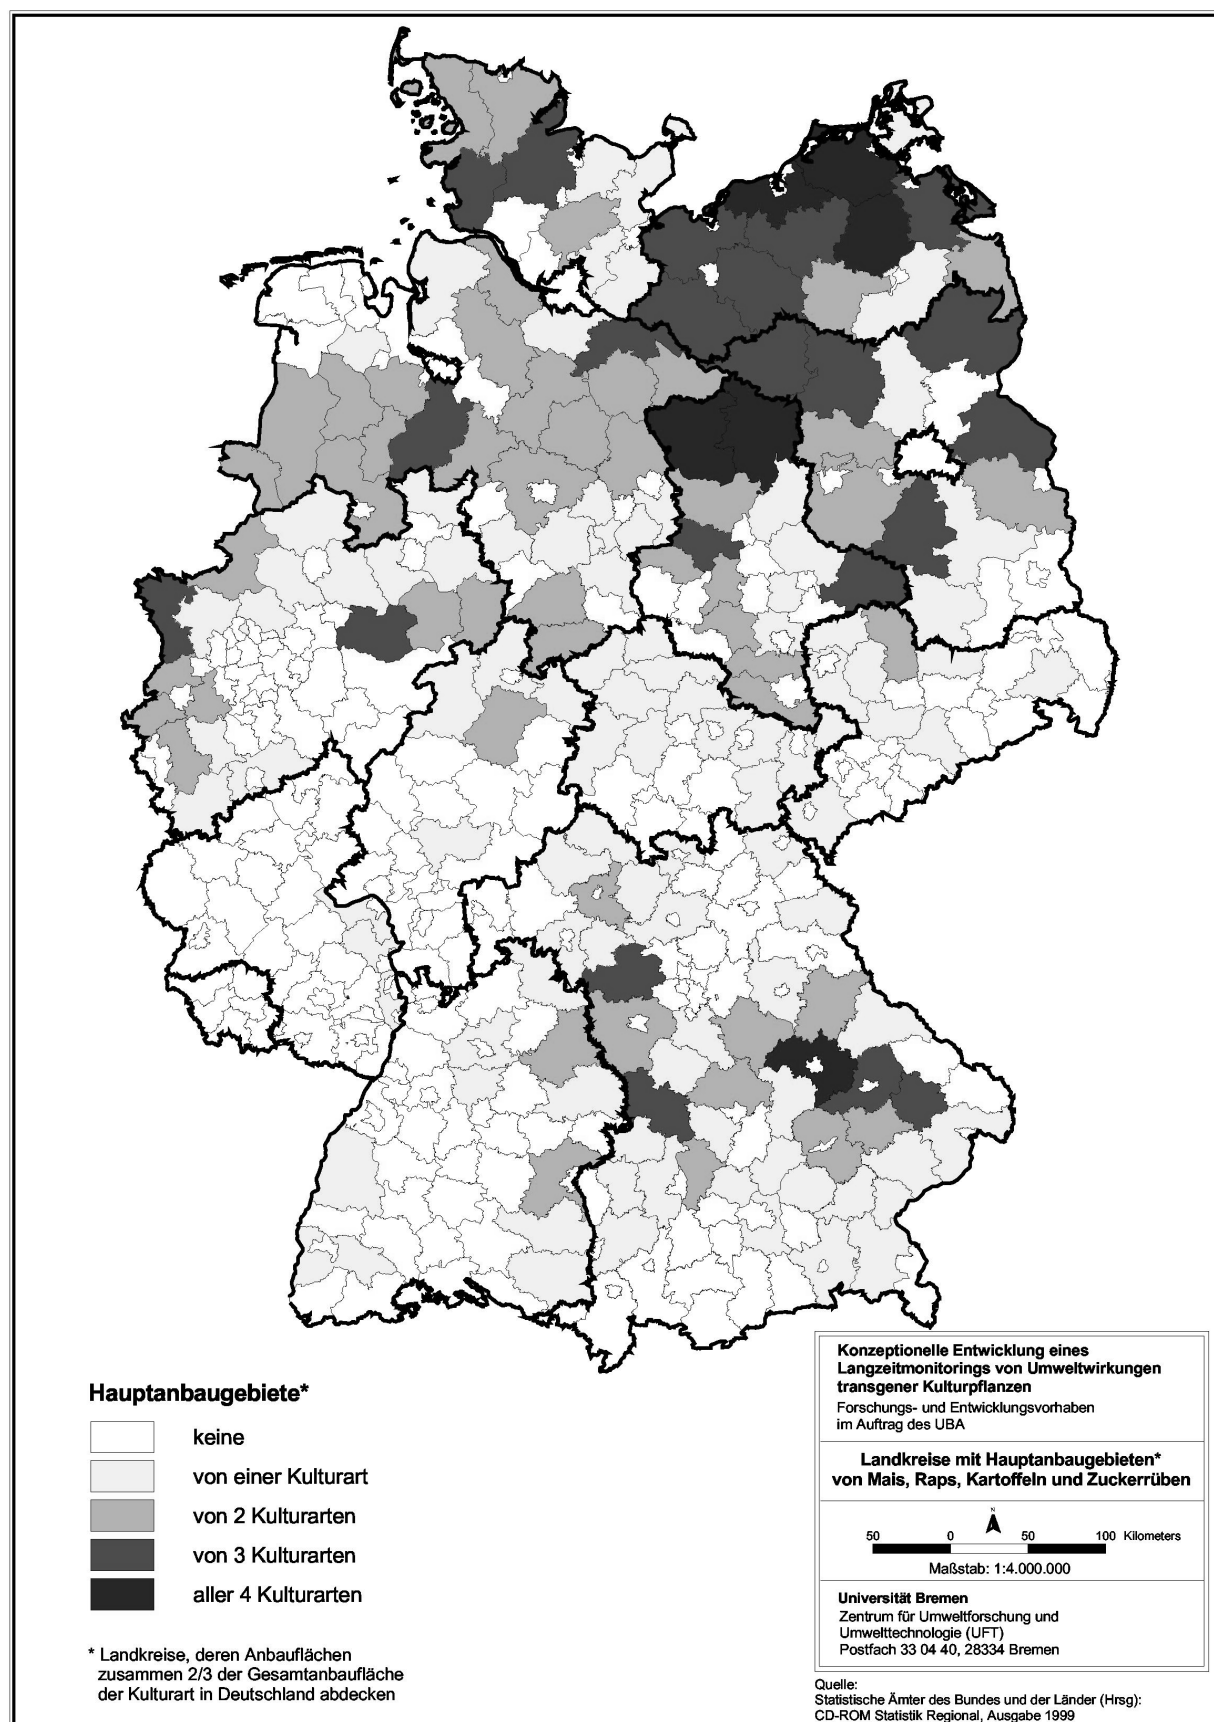 Hauptanbaugebiete*
keine
von einer Kulturart
von 2 Kulturarten
von 3 Kulturarten
aller 4 Kulturarten
* Landkreise, deren Anbauflächen
zusammen 2/3 der Gesamtanbaufläche
der Kulturart in Deutschland abdecken
Konzeptionelle Entwicklung eines
Langzeitmonitorings von Umweltwirkungen
transgener Kulturpflanzen
Forschungs- und Entwicklungsvorhaben
im Auftrag des UBA
Landkreise mit Hauptanbaugebieten*
von Mais, Raps, Kartoffeln und Zuckerrüben
N
50 0 50 100 Kilometers
Maßstab: 1:4.000.000
Universität Bremen
Zentrum für Umweltforschung und
Umwelttechnologie (UFT)
Postfach 33 04 40, 28334 Bremen
Quelle:
Statistische Ämter des Bundes und der Länder (Hrsg):
CD-ROM Statistik Regional, Ausgabe 1999